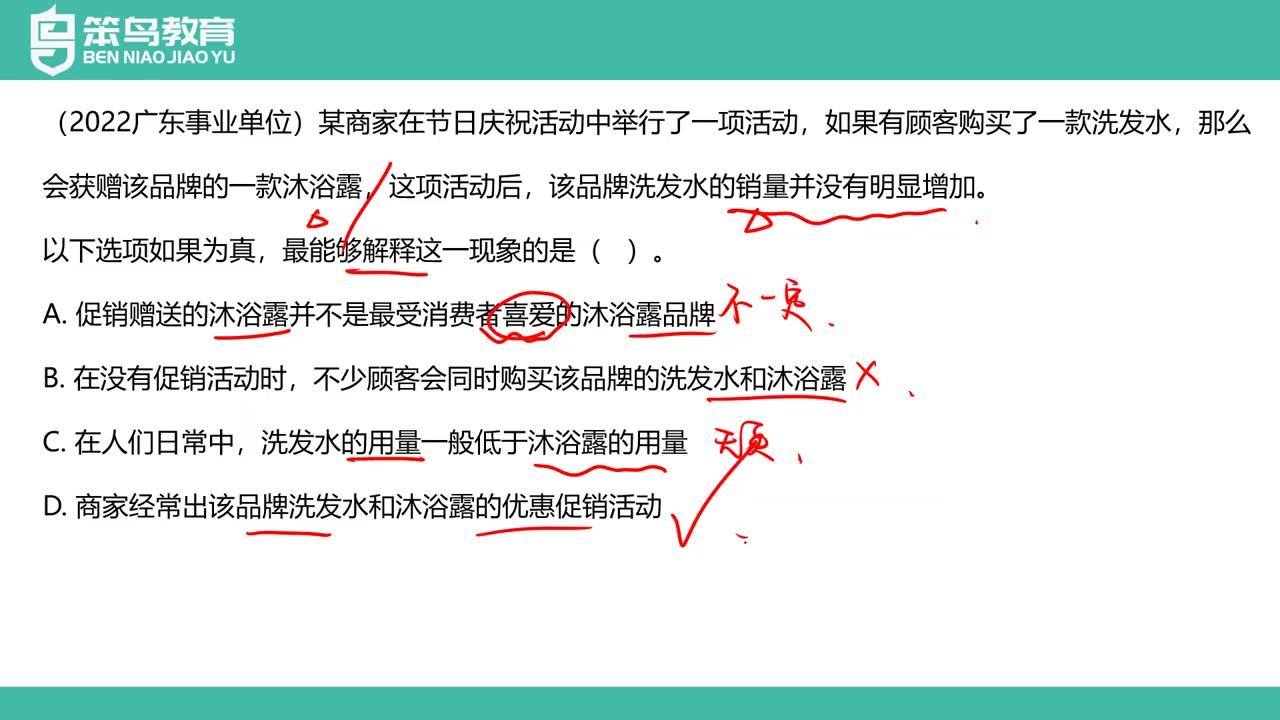 笨鸟教育
BEN NIAO JIAO YU
（2022广东事业单位）某商家在节日庆祝活动中举行了一项活动，如果有顾客购买了一款洗发水，那么
会获赠该品牌的一款沐浴露，这项活动后，该品牌洗发水的销量并没有明显增加。
以下选项如果为真，最能够解释这一现象的是（ ）。
A. 促销赠送的沐浴露并不是最受消费者喜爱的沐浴露品牌 不一定
B. 在没有促销活动时，不少顾客会同时购买该品牌的洗发水和沐浴露
C. 在人们日常中，洗发水的用量一般低于沐浴露的用量 无关
D. 商家经常出该品牌洗发水和沐浴露的优惠促销活动